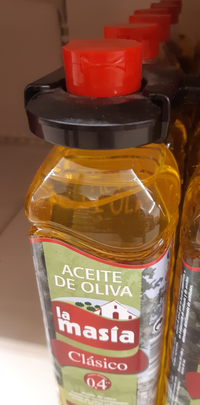 ACEITE
DE OLIVA
la
masía
Clásico
0,4°